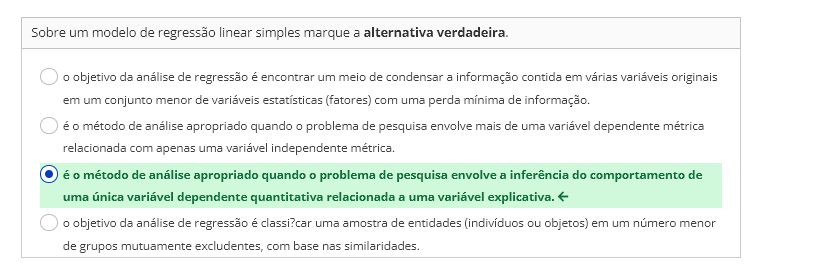 Sobre um modelo de regressão linear simples marque a alternativa verdadeira.
o objetivo da análise de regressão é encontrar um meio de condensar a informação contida em várias variáveis originais
em um conjunto menor de variáveis estatísticas (fatores) com uma perda mínima de informação.
é o método de análise apropriado quando o problema de pesquisa envolve mais de uma variável dependente métrica
relacionada com apenas uma variável independente métrica.
é o método de análise apropriado quando o problema de pesquisa envolve a inferência do comportamento de
uma única variável dependente quantitativa relacionada a uma variável explicativa. ←
o objetivo da análise de regressão é classi?car uma amostra de entidades (indivíduos ou objetos) em um número menor
de grupos mutuamente excludentes, com base nas similaridades.